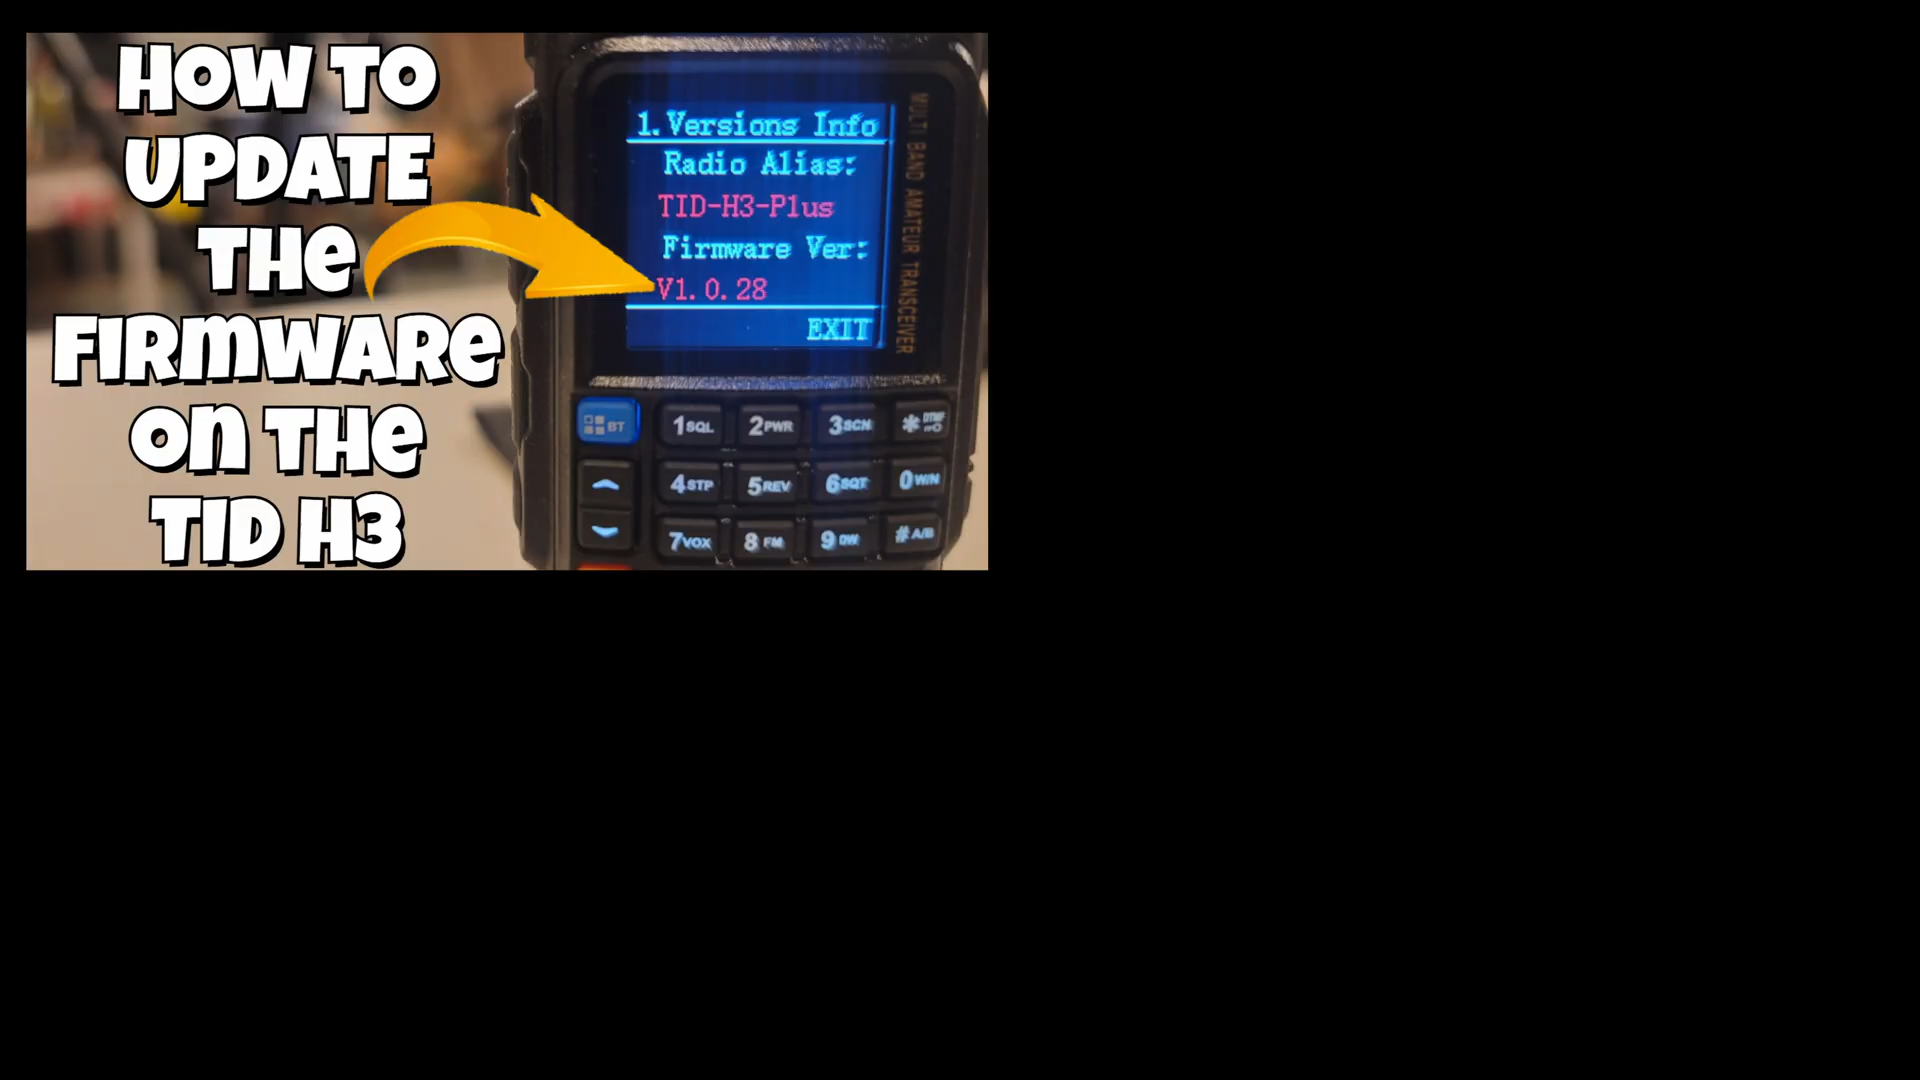 HOW TO
UPDATE
THE
FIRMWARE
ON THE
TID H3
1.Versions Info
Radio Alias:
TID-H3-Plus
Firmware Ver:
V1.0.28
EXIT
MULTI BAND AMATEUR TRANSCEIVER
BT
1SQL 2PWR 3SCN *
4STP 5REV 6SQT 0W/N
7VOX 8FM 9DW #A/B